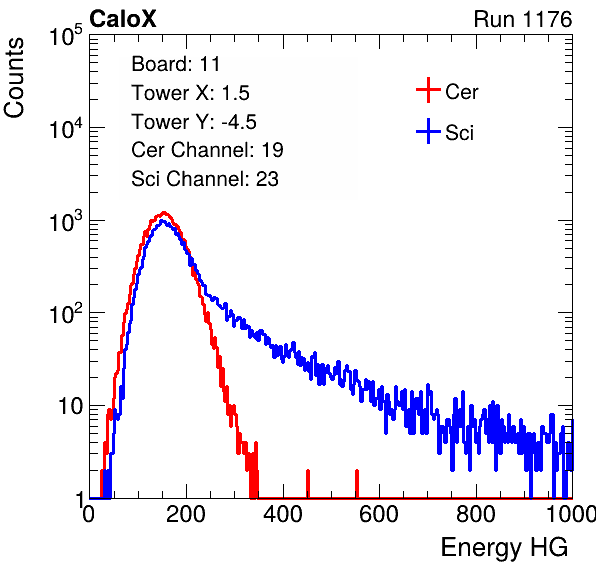 CaloX Run 1176
Counts
10^5
10^4
10^3
10^2
10
1
Board: 11
Tower X: 1.5
Tower Y: -4.5
Cer Channel: 19
Sci Channel: 23
Cer
Sci
0 200 400 600 800 1000
Energy HG